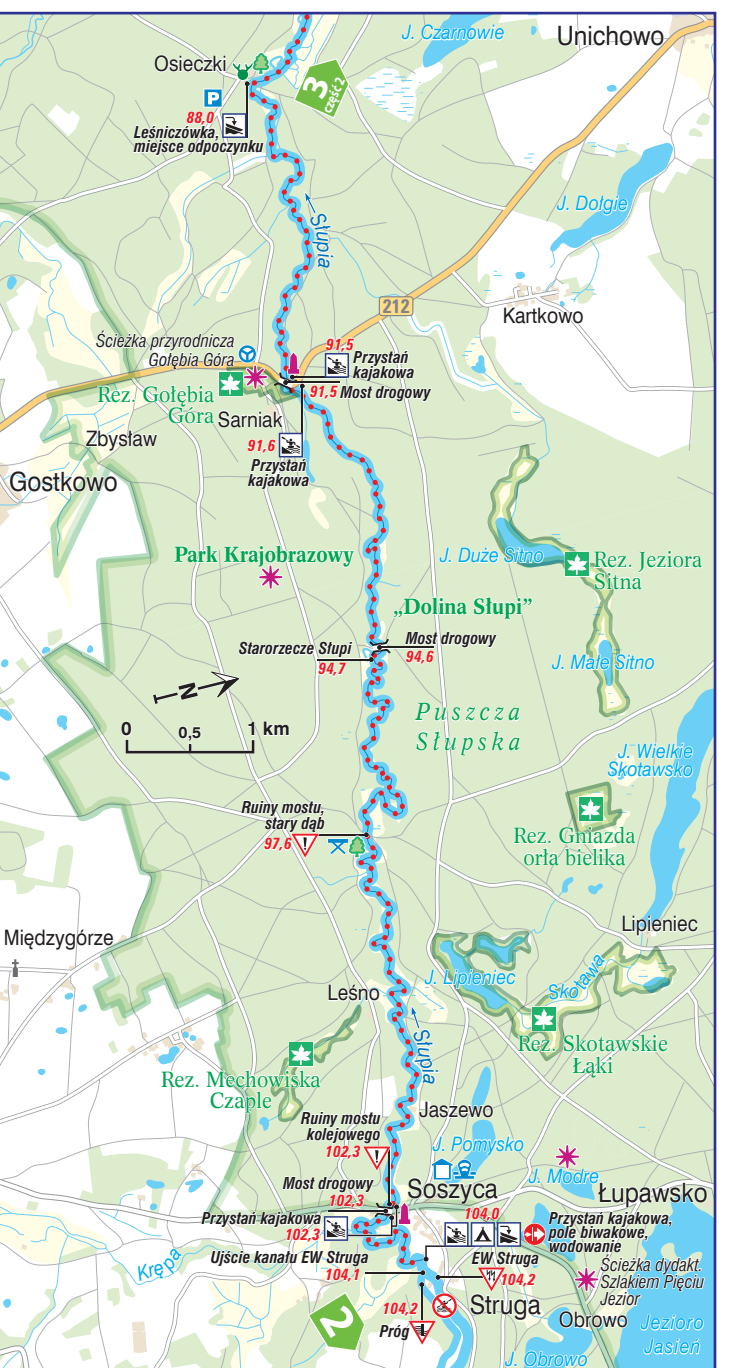 J. Czarnowie
Unichowo
Osieczki
3
część 2
P
88,0
Leśniczówka,
miejsce odpoczynku
J. Dołgie
Słupia
212
Kartkowo
Ścieżka przyrodnicza
Gołębia Góra
91,5
Przystań
kajakowa
91,5 Most drogowy
Rez. Gołębia
Góra
Sarniak
Zbysław
91,6
Przystań
kajakowa
Gostkowo
Park Krajobrazowy
J. Duże Sitno
Rez. Jeziora
Sitna
„Dolina Słupi”
Most drogowy
94,6
Starorzecze Słupi
94,7
J. Małe Sitno
N
0 0,5 1 km
Puszcza
Słupska
J. Wielkie
Skotawsko
Ruiny mostu,
stary dąb
97,6
Rez. Gniazda
orła bielika
Międzygórze
Lipieniec
J. Lipieniec
Skotawa
Leśno
Słupia
Rez. Skotawskie
Łąki
Rez. Mechowiska
Czaple
Jaszewo
Ruiny mostu
kolejowego
102,3
J. Pomysko
J. Modre
Most drogowy
102,3
Soszyca
Łupawsko
Przystań kajakowa
102,3
104,0
Przystań kajakowa,
pole biwakowe,
wodowanie
Ujście kanału EW Struga
104,1
EW Struga
104,2
Ścieżka dydakt.
Szlakiem Pięciu
Jezior
Krępa
2
104,2
Próg
Struga
Obrowo
Jezioro
Jasień
J. Obrowo